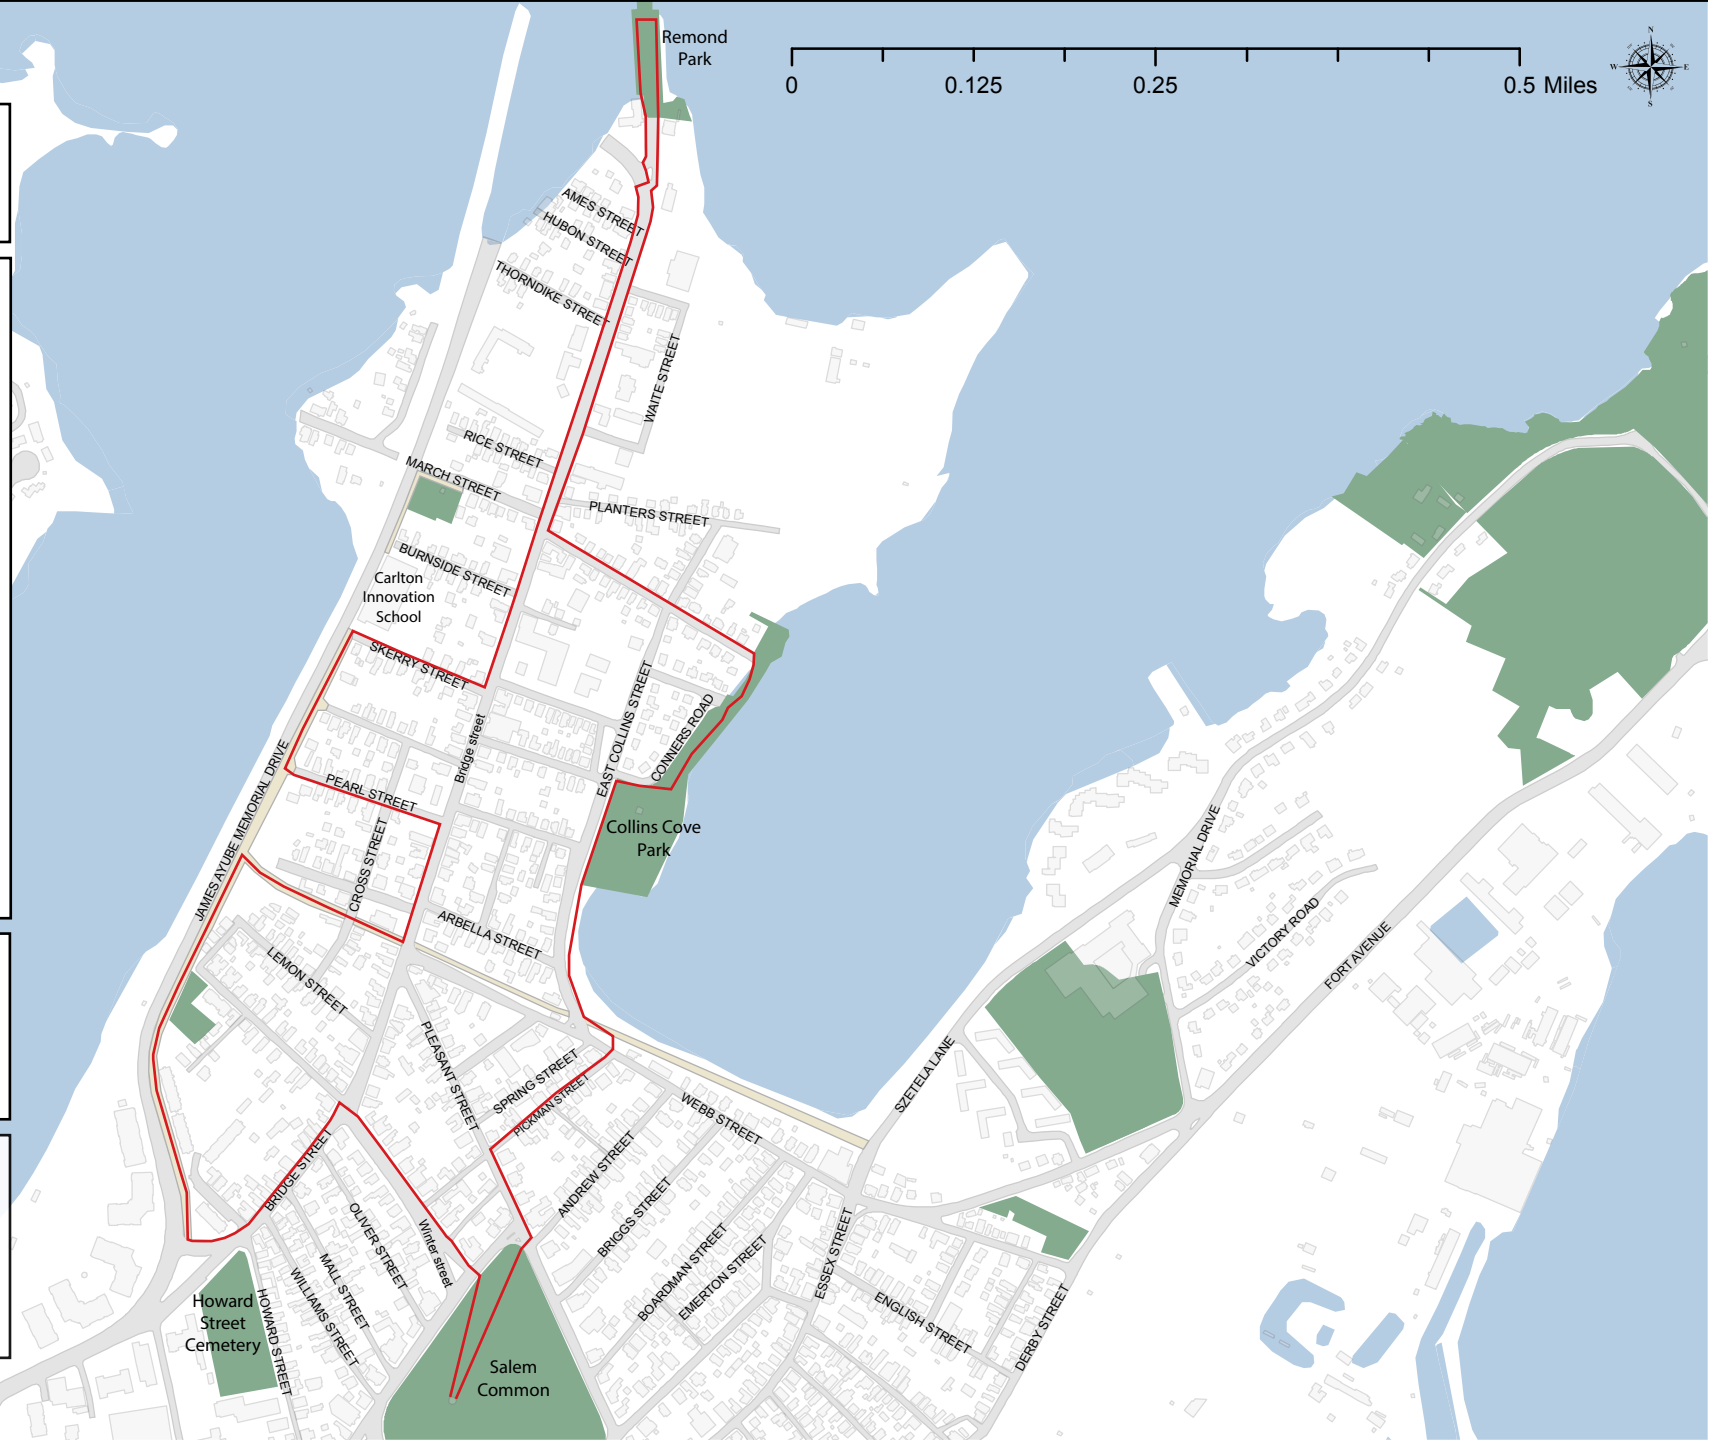 Remond
Park
0
0.125
0.25
0.5 Miles
N
W
E
S
AMES STREET
HUBON STREET
THORNDIKE STREET
WAITE STREET
RICE STREET
MARCH STREET
PLANTERS STREET
BURNSIDE STREET
Carlton
Innovation
School
SKERRY STREET
EAST COLLINS STREET
CONNERS ROAD
Bridge street
JAMES AYUBE MEMORIAL DRIVE
PEARL STREET
CROSS STREET
Collins Cove
Park
MEMORIAL DRIVE
VICTORY ROAD
FORT AVENUE
ARBELLA STREET
LEMON STREET
PLEASANT STREET
SPRING STREET
PICKMAN STREET
SZETELA LANE
WEBB STREET
BRIDGE STREET
ANDREW STREET
BRIGGS STREET
OLIVER STREET
Winter street
MALL STREET
WILLIAMS STREET
BOARDMAN STREET
EMERTON STREET
ESSEX STREET
ENGLISH STREET
DERBY STREET
Howard
Street
Cemetery
HOWARD STREET
Salem
Common